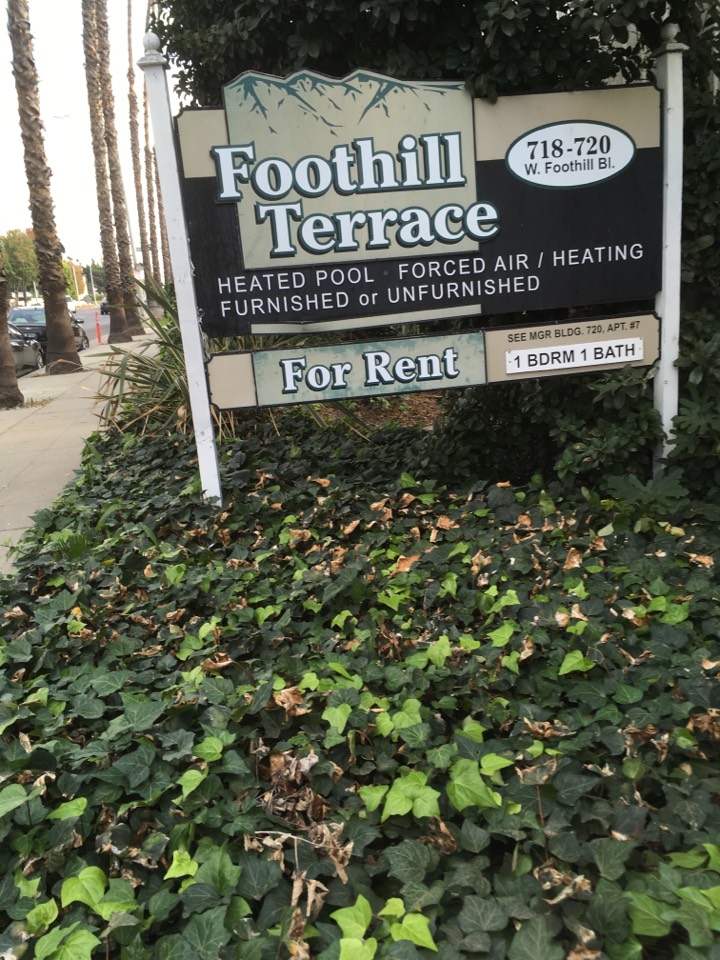 Foothill
Terrace
718-720
W. Foothill Bl.
HEATED POOL • FORCED AIR / HEATING
FURNISHED or UNFURNISHED
For Rent
SEE MGR BLDG. 720, APT. #7
1 BDRM 1 BATH